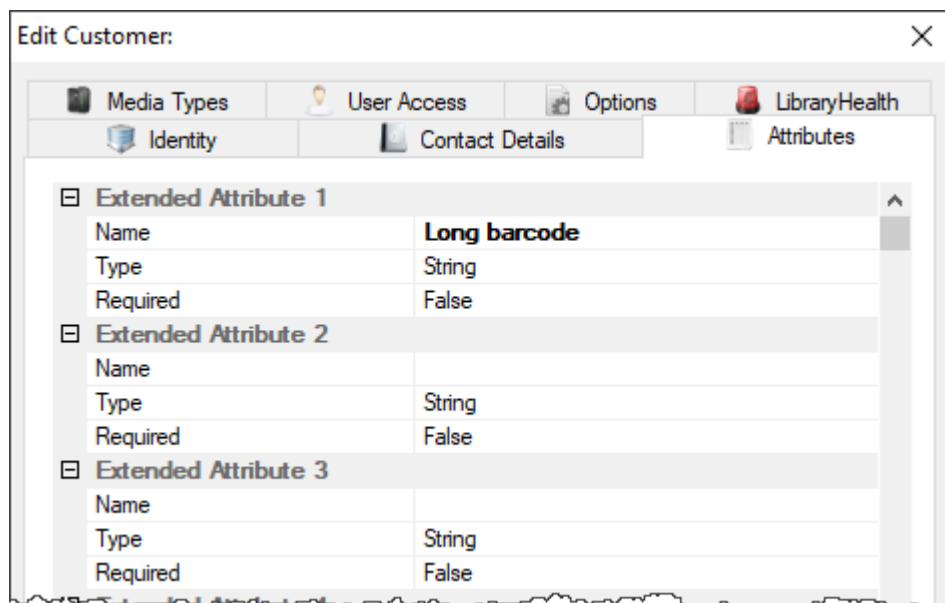 Edit Customer:
Media Types User Access Options LibraryHealth
Identity Contact Details Attributes
Extended Attribute 1
Name Long barcode
Type String
Required False
Extended Attribute 2
Name
Type String
Required False
Extended Attribute 3
Name
Type String
Required False